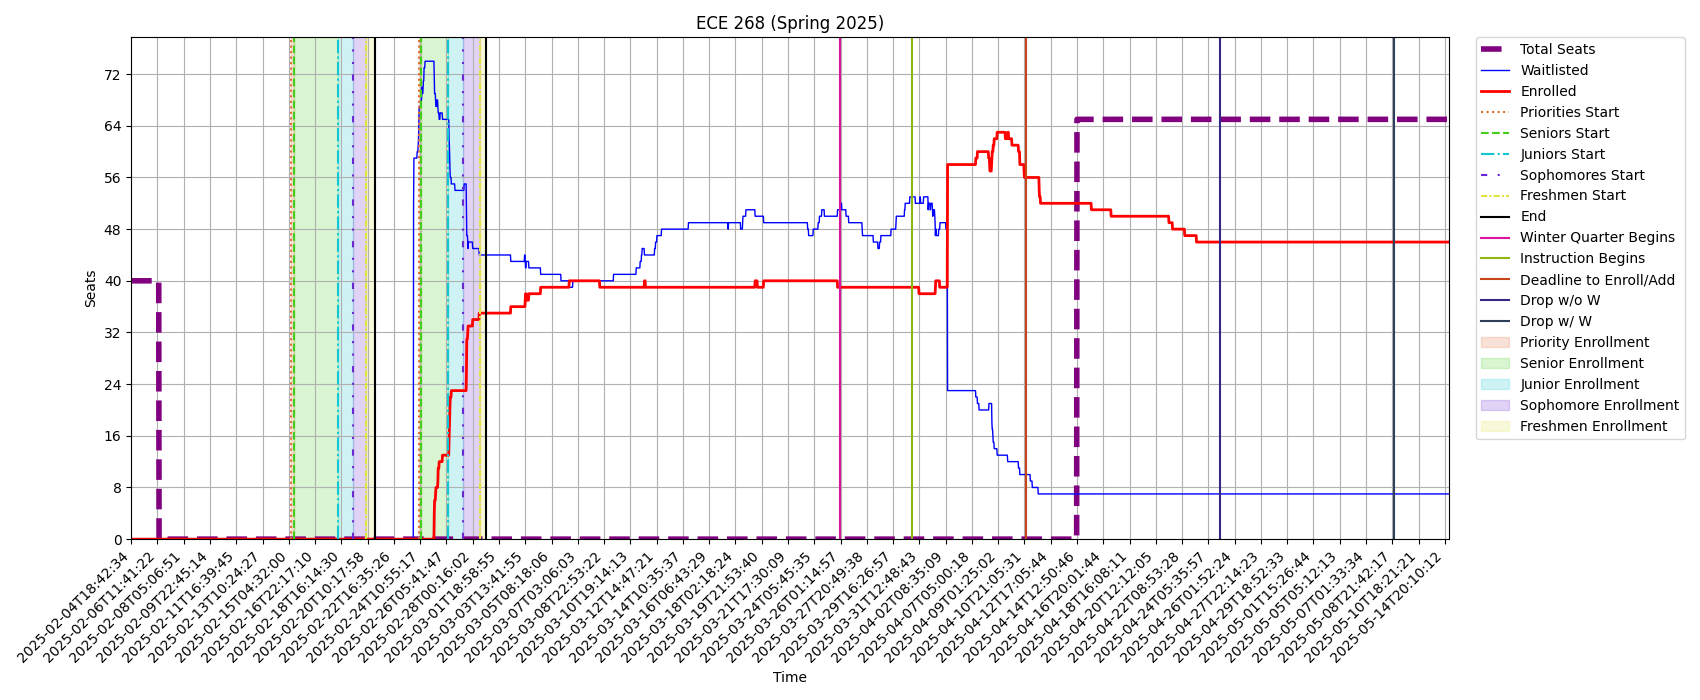 ECE 268 (Spring 2025)
Seats
72
64
56
48
40
32
24
16
8
0
2025-02-04T18:42:34
2025-02-06T11:41:22
2025-02-08T05:06:51
2025-02-09T22:45:14
2025-02-11T16:39:45
2025-02-13T10:24:27
2025-02-15T04:32:00
2025-02-16T22:17:10
2025-02-18T16:14:30
2025-02-20T10:17:58
2025-02-22T16:35:26
2025-02-24T10:55:17
2025-02-26T05:41:47
2025-02-28T00:16:02
2025-03-01T18:58:55
2025-03-03T13:41:55
2025-03-05T08:18:06
2025-03-07T03:06:03
2025-03-08T22:53:22
2025-03-10T19:14:13
2025-03-12T14:47:21
2025-03-14T10:35:37
2025-03-16T06:43:29
2025-03-18T02:18:24
2025-03-19T21:53:40
2025-03-21T17:30:09
2025-03-24T05:45:35
2025-03-26T01:14:57
2025-03-27T20:49:38
2025-03-29T16:26:57
2025-03-31T12:48:43
2025-04-02T08:35:09
2025-04-07T05:00:18
2025-04-09T01:25:02
2025-04-10T21:05:31
2025-04-12T17:05:44
2025-04-14T12:50:46
2025-04-16T20:01:44
2025-04-18T16:08:11
2025-04-20T12:12:05
2025-04-22T08:53:28
2025-04-24T05:35:57
2025-04-26T01:52:24
2025-04-27T22:14:23
2025-04-29T18:52:33
2025-05-01T15:26:44
2025-05-05T05:12:13
2025-05-07T01:33:34
2025-05-08T21:42:17
2025-05-10T18:21:21
2025-05-14T20:10:12
Time
Total Seats
Waitlisted
Enrolled
Priorities Start
Seniors Start
Juniors Start
Sophomores Start
Freshmen Start
End
Winter Quarter Begins
Instruction Begins
Deadline to Enroll/Add
Drop w/o W
Drop w/ W
Priority Enrollment
Senior Enrollment
Junior Enrollment
Sophomore Enrollment
Freshmen Enrollment